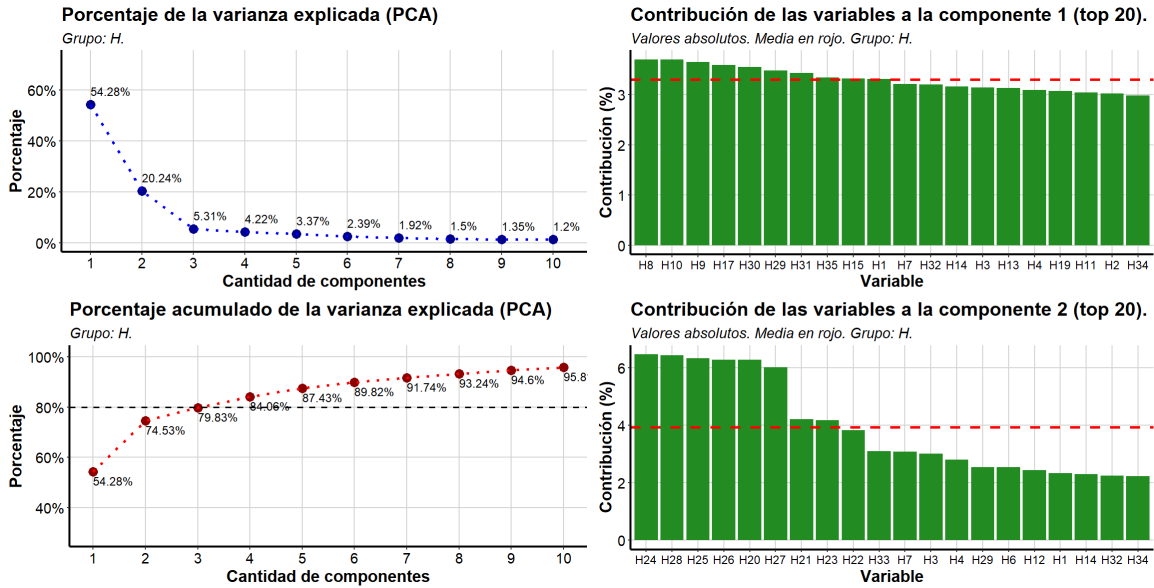 Porcentaje de la varianza explicada (PCA)
Grupo: H.
Porcentaje
60%
40%
20%
0%
54.28%
20.24%
5.31%
4.22%
3.37%
2.39%
1.92%
1.5%
1.35%
1.2%
1 2 3 4 5 6 7 8 9 10
Cantidad de componentes
Contribución de las variables a la componente 1 (top 20).
Valores absolutos. Media en rojo. Grupo: H.
Contribución (%)
3
2
1
0
H8 H10 H9 H17 H30 H29 H31 H35 H15 H1 H7 H32 H14 H3 H13 H4 H19 H11 H2 H34
Variable
Porcentaje acumulado de la varianza explicada (PCA)
Grupo: H.
Porcentaje
100%
80%
60%
40%
54.28%
74.53%
79.83%
84.06%
87.43%
89.82%
91.74%
93.24%
94.6%
95.8
1 2 3 4 5 6 7 8 9 10
Cantidad de componentes
Contribución de las variables a la componente 2 (top 20).
Valores absolutos. Media en rojo. Grupo: H.
Contribución (%)
6
4
2
0
H24 H28 H25 H26 H20 H27 H21 H23 H22 H33 H7 H3 H4 H29 H6 H12 H1 H14 H32 H34
Variable